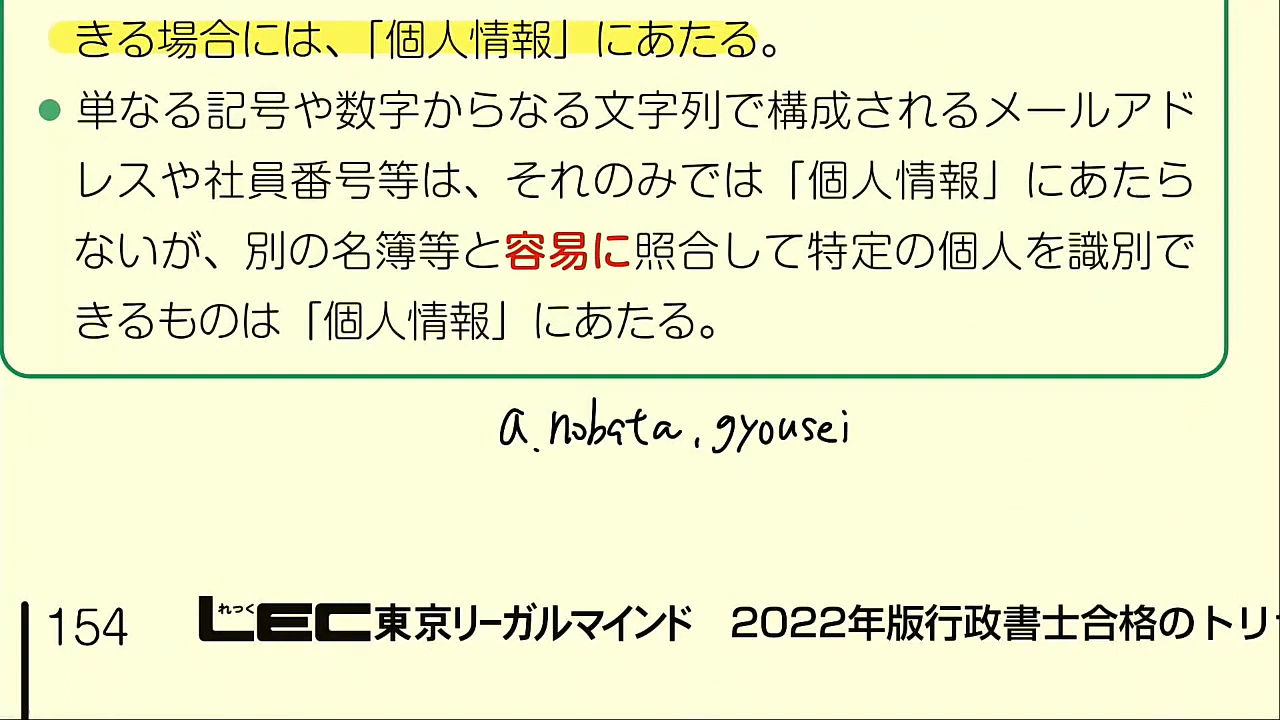 きる場合には、「個人情報」にあたる。
● 単なる記号や数字からなる文字列で構成されるメールアド
レスや社員番号等は、それのみでは「個人情報」にあたら
ないが、別の名簿等と容易に照合して特定の個人を識別で
きるものは「個人情報」にあたる。
a.nobata.gyousei
154 れっく LEC東京リーガルマインド 2022年版行政書士合格のトリ